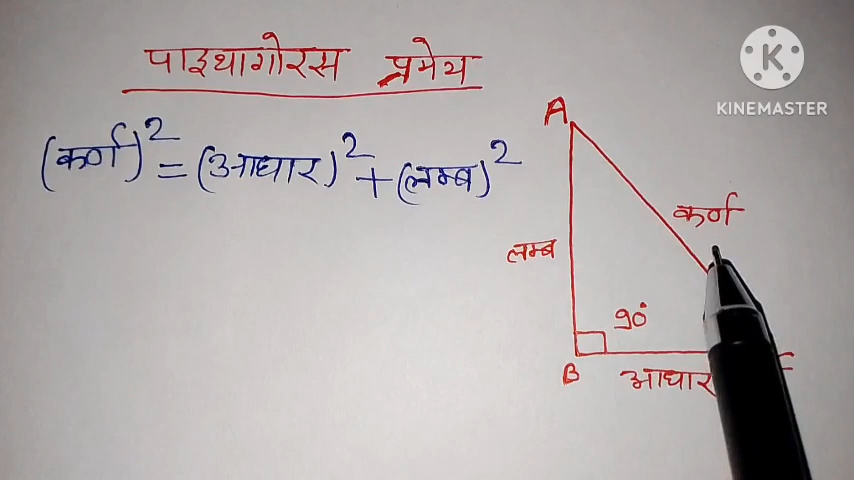 पाइथागोरस प्रमेय
(कर्ण)² = (आधार)² + (लम्ब)²
KINEMASTER
A
कर्ण
लम्ब
90°
B
आधार